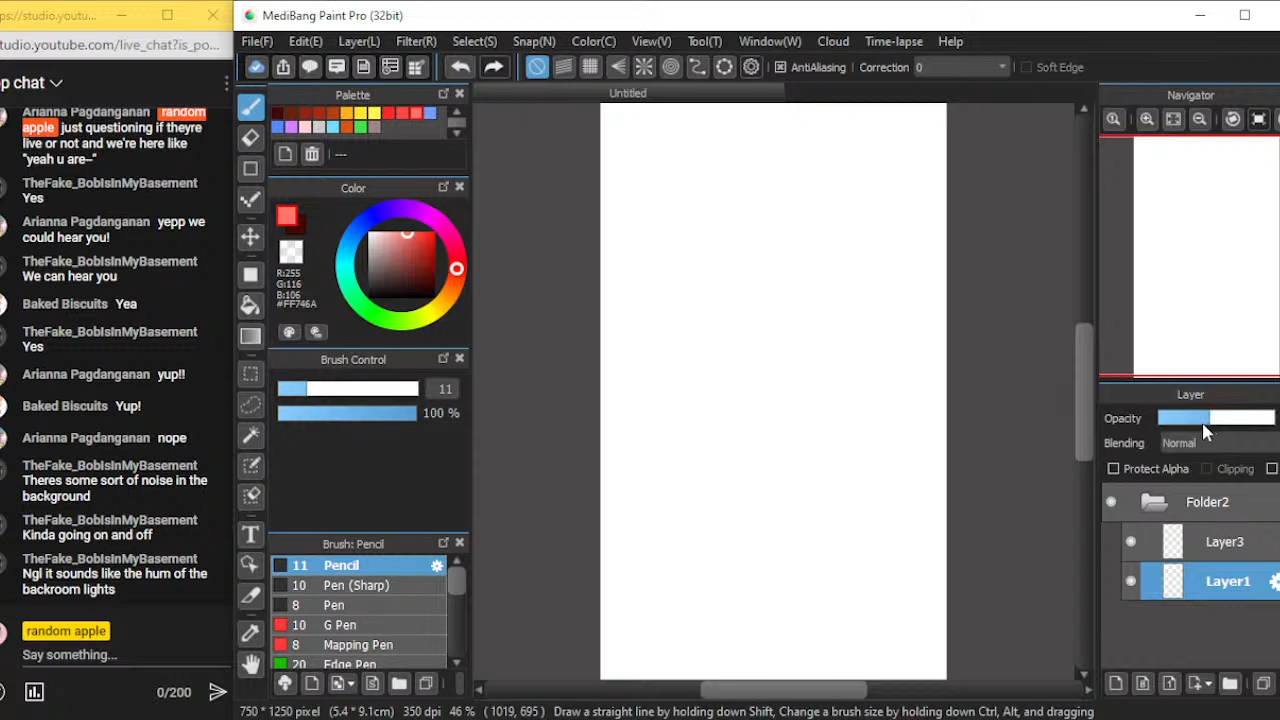 ps://studio.youtu...
tudio.youtube.com/live_chat?is_po...
p chat
Arianna Pagdanganan random
apple just questioning if theyre
live or not and we're here like
"yeah u are--"
TheFake_BobIsInMyBasement
Yes
Arianna Pagdanganan yepp we
could hear you!
TheFake_BobIsInMyBasement
We can hear you
Baked Biscuits Yea
TheFake_BobIsInMyBasement
Yes
Arianna Pagdanganan yup!!
Baked Biscuits Yup!
Arianna Pagdanganan nope
TheFake_BobIsInMyBasement
Theres some sort of noise in the
background
TheFake_BobIsInMyBasement
Kinda going on and off
TheFake_BobIsInMyBasement
Ngl it sounds like the hum of the
backroom lights
random apple
Say something...
0/200
MediBang Paint Pro (32bit)
File(F) Edit(E) Layer(L) Filter(R) Select(S) Snap(N) Color(C) View(V) Tool(T) Window(W) Cloud Time-lapse Help
AntiAliasing Correction 0 Soft Edge
Palette
---
Color
R:255
G:116
B:106
#FF746A
Brush Control
11
100 %
Brush: Pencil
11 Pencil
10 Pen (Sharp)
8 Pen
10 G Pen
8 Mapping Pen
20 Edge Pen
Untitled
Navigator
Layer
Opacity
Blending Normal
Protect Alpha Clipping
Folder2
Layer3
Layer1
T
750 * 1250 pixel (5.4 * 9.1cm) 350 dpi 46 % ( 1019, 695 ) Draw a straight line by holding down Shift, Change a brush size by holding down Ctrl, Alt, and dragging